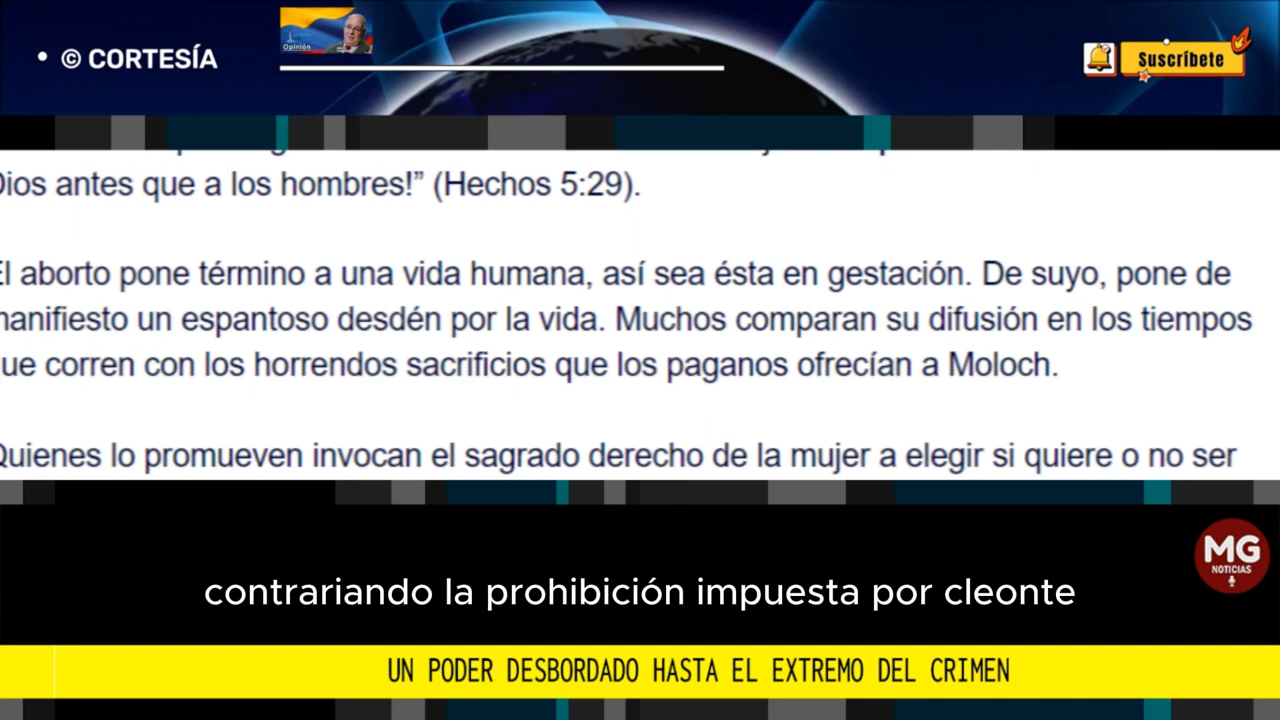 • © CORTESÍA
Opinión
Suscríbete
Dios antes que a los hombres!” (Hechos 5:29).
El aborto pone término a una vida humana, así sea ésta en gestación. De suyo, pone de
manifiesto un espantoso desdén por la vida. Muchos comparan su difusión en los tiempos
que corren con los horrendos sacrificios que los paganos ofrecían a Moloch.
Quienes lo promueven invocan el sagrado derecho de la mujer a elegir si quiere o no ser
MG
NOTICIAS
contrariando la prohibición impuesta por cleonte
UN PODER DESBORDADO HASTA EL EXTREMO DEL CRIMEN